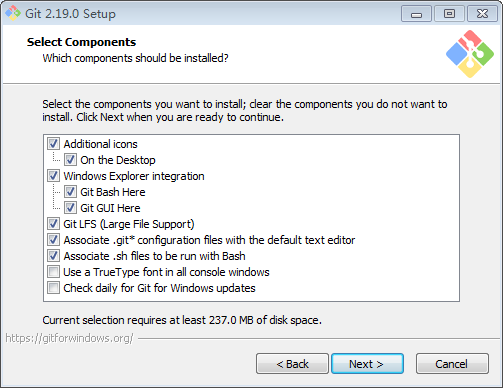 Git 2.19.0 Setup
Select Components
Which components should be installed?
Select the components you want to install; clear the components you do not want to
install. Click Next when you are ready to continue.
Additional icons
On the Desktop
Windows Explorer integration
Git Bash Here
Git GUI Here
Git LFS (Large File Support)
Associate .git* configuration files with the default text editor
Associate .sh files to be run with Bash
Use a TrueType font in all console windows
Check daily for Git for Windows updates
Current selection requires at least 237.0 MB of disk space.
https://gitforwindows.org/
< Back
Next >
Cancel